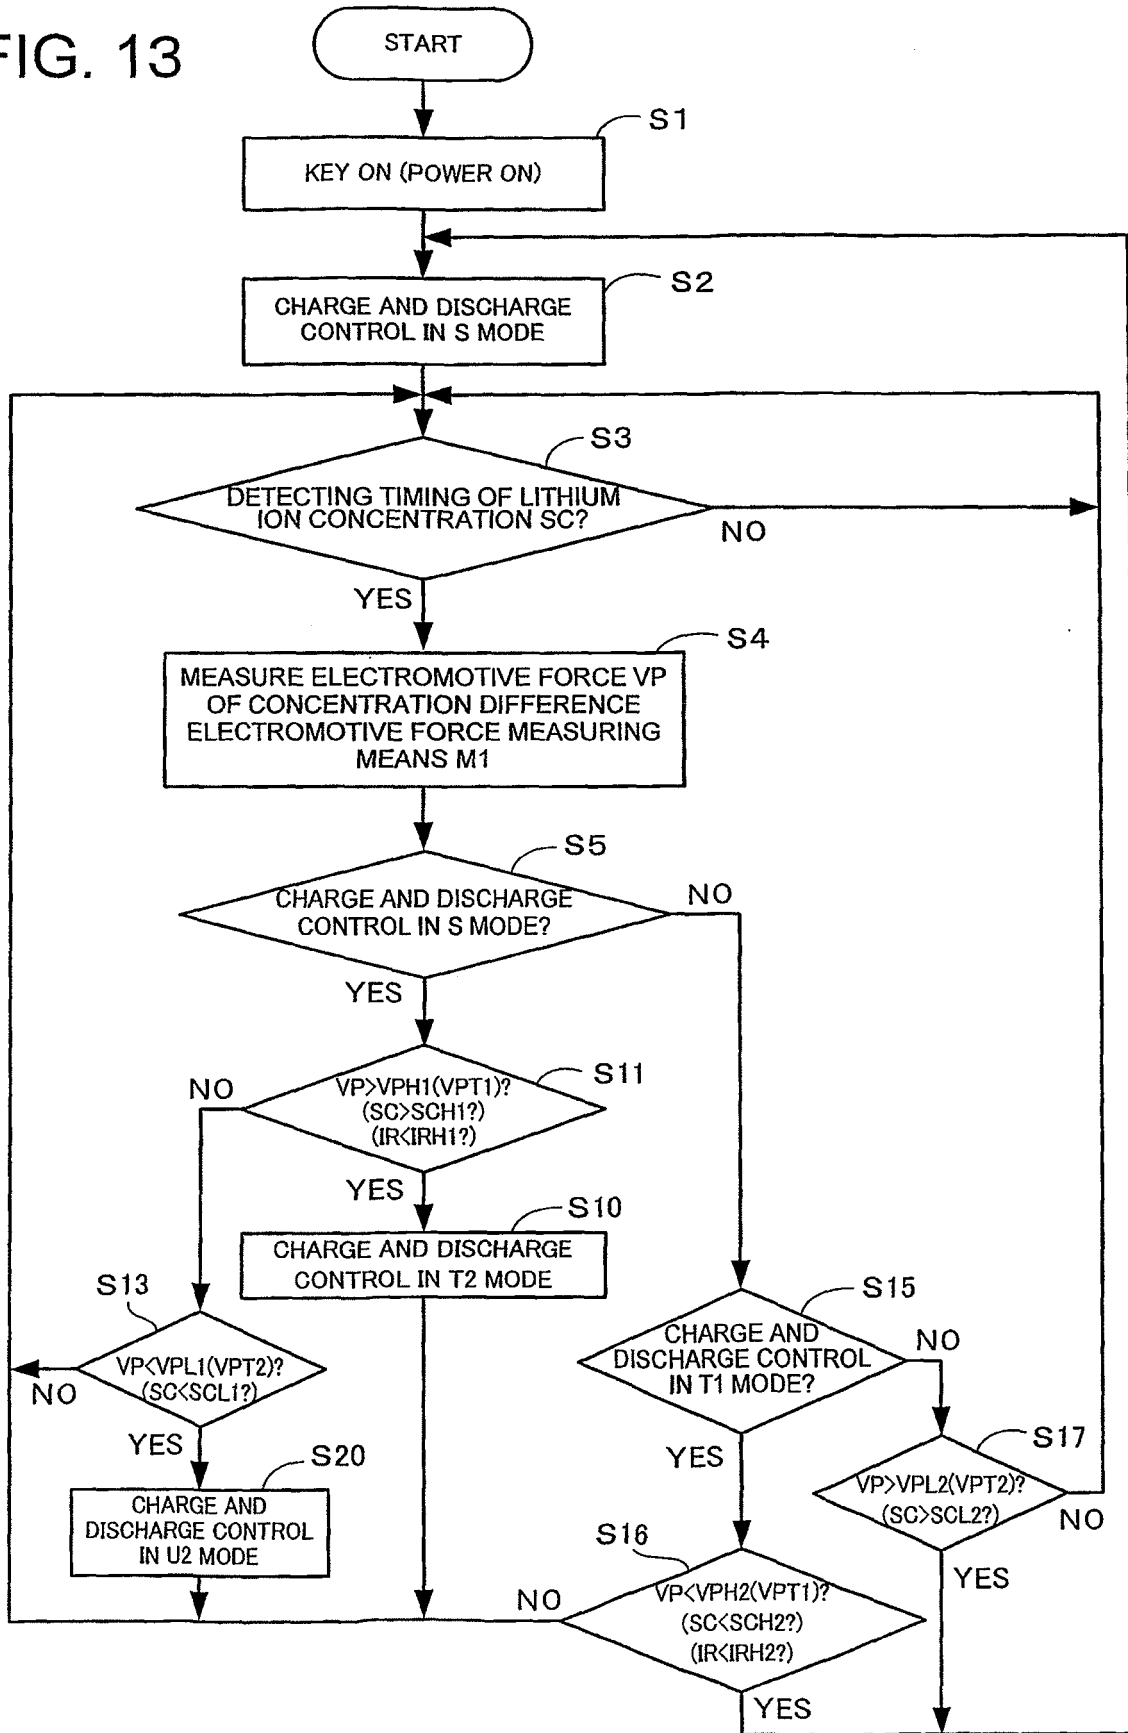 FIG. 13
START
S1
KEY ON (POWER ON)
S2
CHARGE AND DISCHARGE
CONTROL IN S MODE
S3
DETECTING TIMING OF LITHIUM
ION CONCENTRATION SC?
NO
YES
S4
MEASURE ELECTROMOTIVE FORCE VP
OF CONCENTRATION DIFFERENCE
ELECTROMOTIVE FORCE MEASURING
MEANS M1
S5
CHARGE AND DISCHARGE
CONTROL IN S MODE?
NO
YES
S11
VP>VPH1(VPT1)?
(SC>SCH1?)
(IR<IRH1?)
NO
YES
S10
CHARGE AND DISCHARGE
CONTROL IN T2 MODE
S13
VP<VPL1(VPT2)?
(SC<SCL1?)
NO
YES
S20
CHARGE AND
DISCHARGE CONTROL
IN U2 MODE
S15
CHARGE AND
DISCHARGE CONTROL
IN T1 MODE?
NO
YES
S17
VP>VPL2(VPT2)?
(SC>SCL2?)
NO
YES
S16
VP<VPH2(VPT1)?
(SC<SCH2?)
(IR<IRH2?)
NO
YES